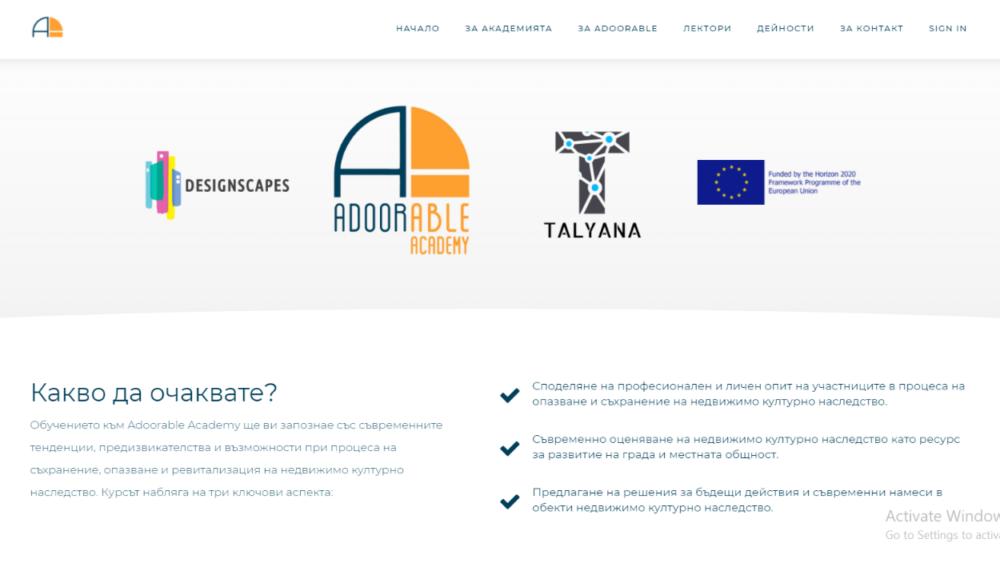 НАЧАЛО ЗА АКАДЕМИЯТА ЗА ADOORABLE ЛЕКТОРИ ДЕЙНОСТИ ЗА КОНТАКТ SIGN IN
DESIGNSCAPES
ADOORABLE
ACADEMY
TALYANA
Funded by the Horizon 2020
Framework Programme of the
European Union
Какво да очаквате?
Обучението към Adoorable Academy ще ви запознае със съвременните
тенденции, предизвикателства и възможности при процеса на
съхранение, опазване и ревитализация на недвижимо културно
наследство. Курсът набляга на три ключови аспекта:
Споделяне на професионален и личен опит на участниците в процеса на
опазване и съхранение на недвижимо културно наследство.
Съвременно оценяване на недвижимо културно наследство като ресурс
за развитие на града и местната общност.
Предлагане на решения за бъдещи действия и съвременни намеси в
обекти недвижимо културно наследство.
Activate Window
Go to Settings to activa